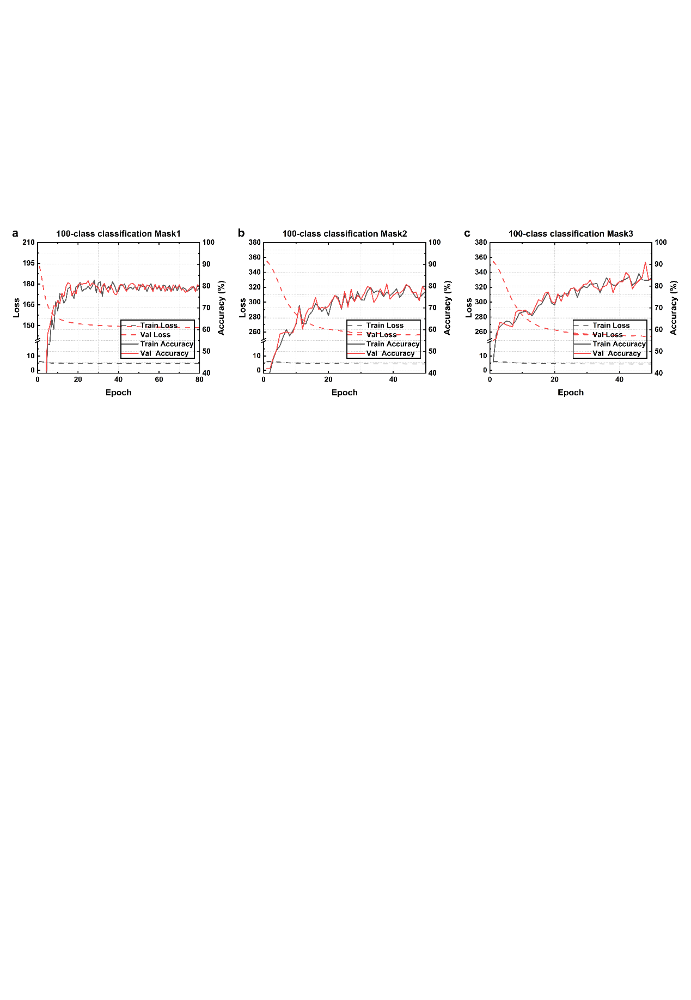 a
100-class classification Mask1
210
195
180
165
150
10
0
Loss
100
90
80
70
60
50
40
Accuracy (%)
Train Loss
Val Loss
Train Accuracy
Val  Accuracy
0 20 40 60 80
Epoch
b
100-class classification Mask2
380
360
340
320
300
280
260
10
0
Loss
100
90
80
70
60
50
40
Accuracy (%)
Train Loss
Val Loss
Train Accuracy
Val  Accuracy
0 20 40
Epoch
c
100-class classification Mask3
380
360
340
320
300
280
260
10
0
Loss
100
90
80
70
60
50
40
Accuracy (%)
Train Loss
Val Loss
Train Accuracy
Val  Accuracy
0 20 40
Epoch